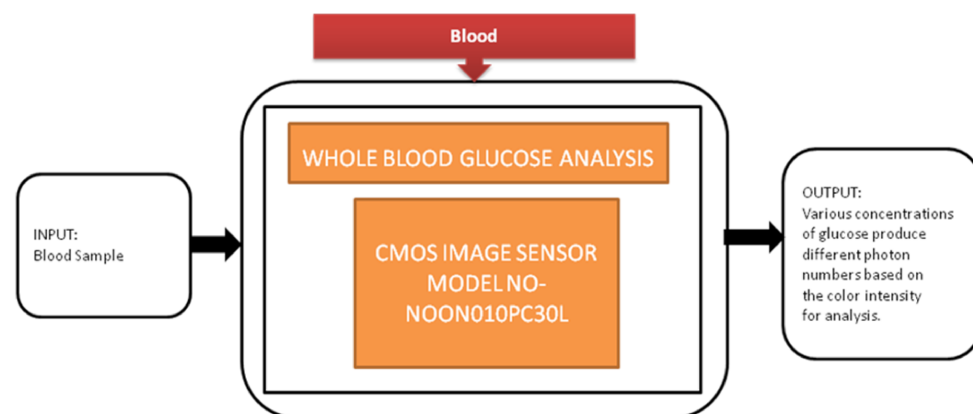 Blood
WHOLE BLOOD GLUCOSE ANALYSIS
CMOS IMAGE SENSOR
MODEL NO-
NOON010PC30L
INPUT:
Blood Sample
OUTPUT:
Various concentrations
of glucose produce
different photon
numbers based on
the color intensity
for analysis.